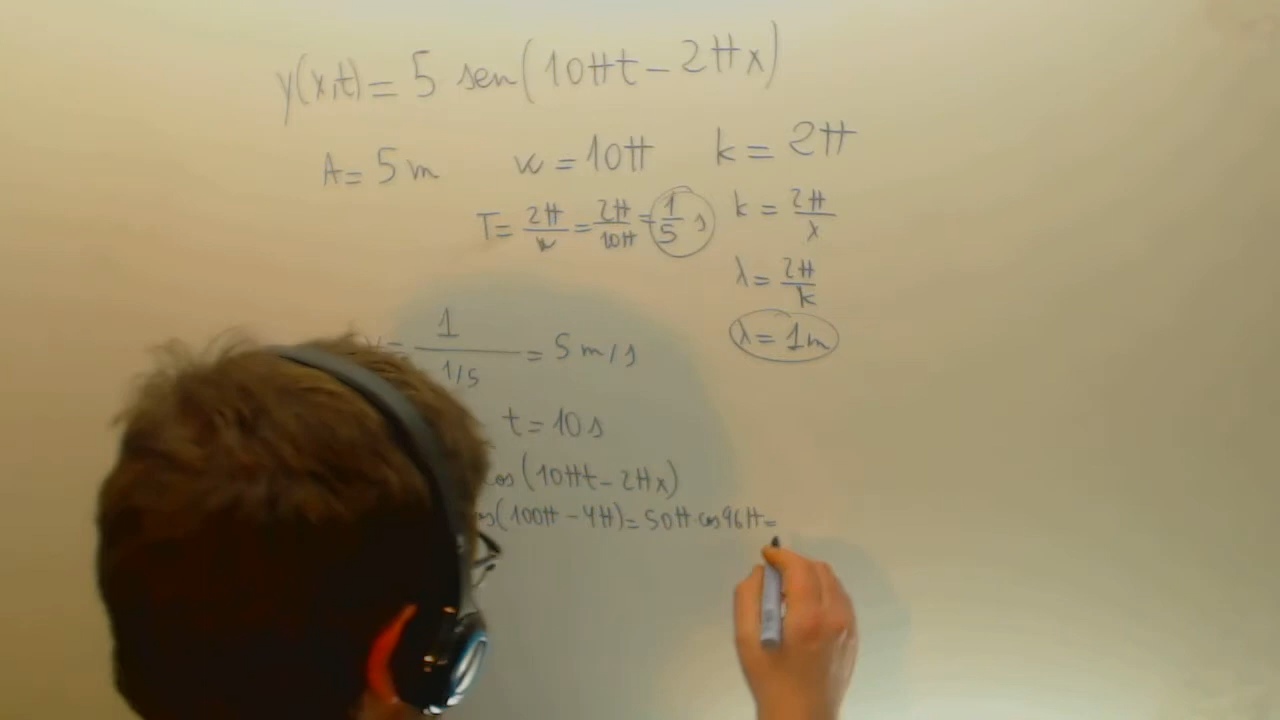 y(x,t) = 5 sen(10πt - 2πx)
A = 5 m w = 10π k = 2π
T = 2π/w = 2π/10π = 1/5 s k = 2π/λ
λ = 2π/k
1/(1/5) = 5 m/s λ = 1m
t = 10 s
cos(10πt - 2πx)
(100π - 4π) = 50π cos 96π =